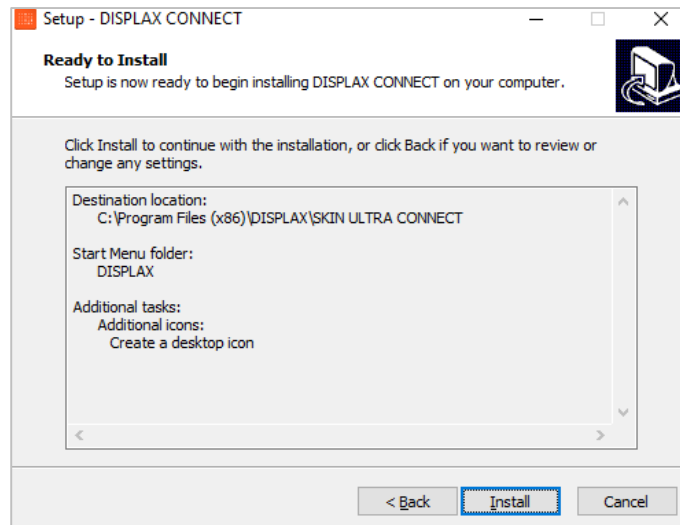 Setup - DISPLAX CONNECT
Ready to Install
Setup is now ready to begin installing DISPLAX CONNECT on your computer.
Click Install to continue with the installation, or click Back if you want to review or
change any settings.
Destination location:
C:\Program Files (x86)\DISPLAX\SKIN ULTRA CONNECT
Start Menu folder:
DISPLAX
Additional tasks:
Additional icons:
Create a desktop icon
< Back
Install
Cancel